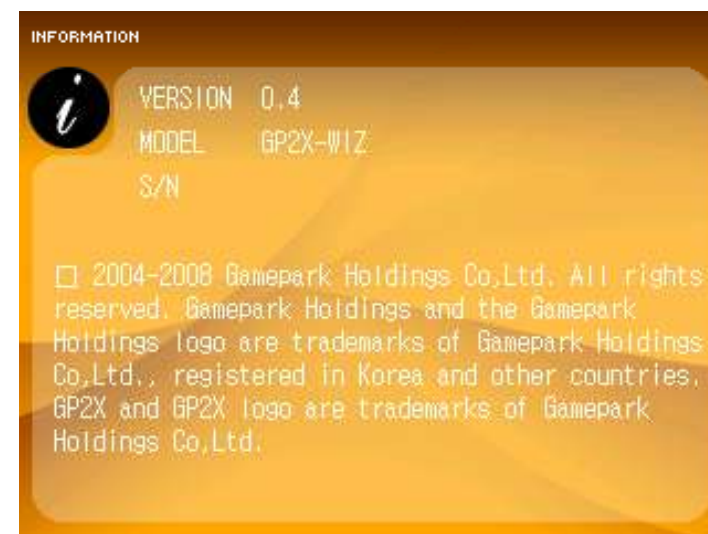 INFORMATION
VERSION 0.4
MODEL GP2X-WIZ
S/N
□ 2004-2008 Gamepark Holdings Co,Ltd. All rights
reserved. Gamepark Holdings and the Gamepark
Holdings logo are trademarks of Gamepark Holdings
Co,Ltd., registered in Korea and other countries.
GP2X and GP2X logo are trademarks of Gamepark
Holdings Co,Ltd.